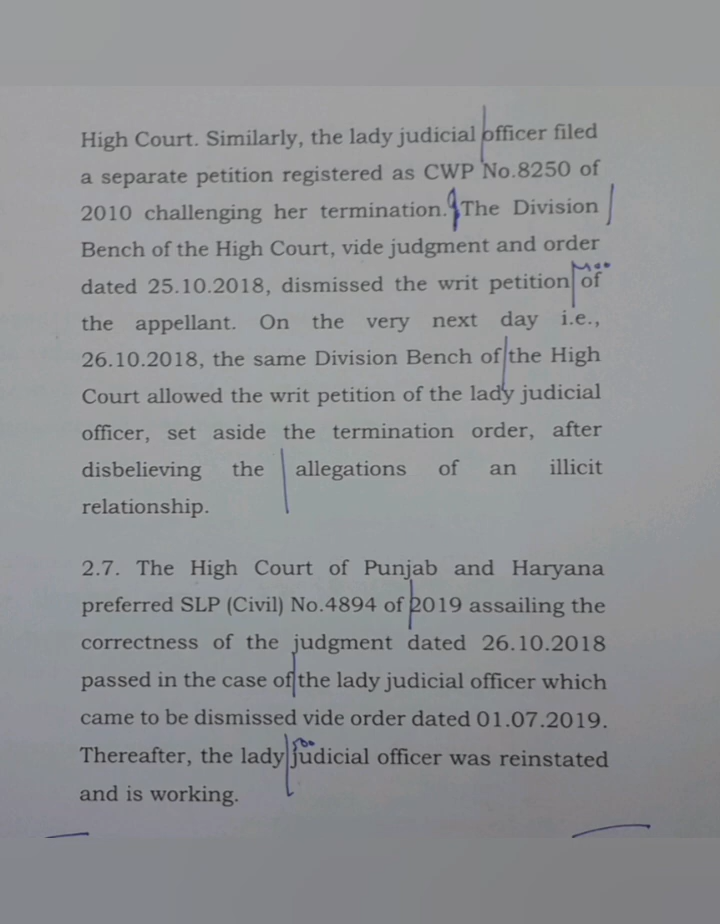 High Court. Similarly, the lady judicial officer filed
a separate petition registered as CWP No.8250 of
2010 challenging her termination. The Division
Bench of the High Court, vide judgment and order
dated 25.10.2018, dismissed the writ petition of
the appellant. On the very next day i.e.,
26.10.2018, the same Division Bench of the High
Court allowed the writ petition of the lady judicial
officer, set aside the termination order, after
disbelieving the allegations of an illicit
relationship.
2.7. The High Court of Punjab and Haryana
preferred SLP (Civil) No.4894 of 2019 assailing the
correctness of the judgment dated 26.10.2018
passed in the case of the lady judicial officer which
came to be dismissed vide order dated 01.07.2019.
Thereafter, the lady judicial officer was reinstated
and is working.